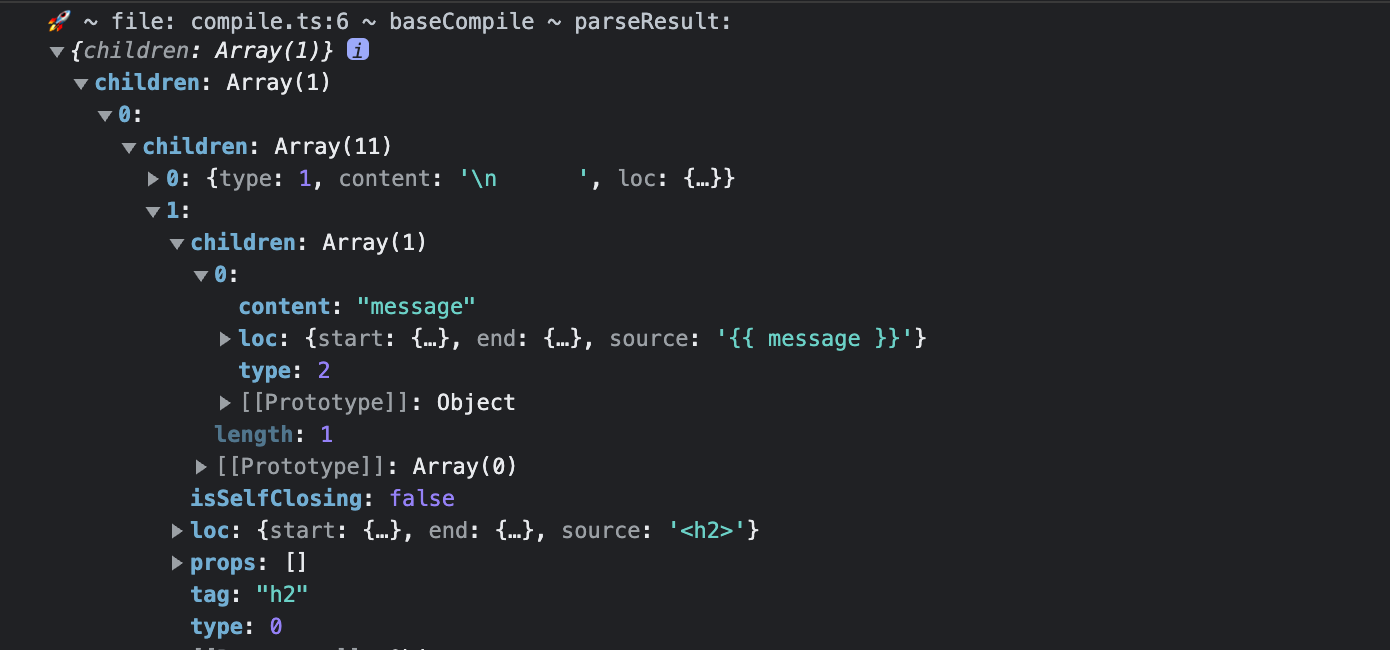 🚀 ~ file: compile.ts:6 ~ baseCompile ~ parseResult:
▼{children: Array(1)} i
▼children: Array(1)
▼0:
▼children: Array(11)
▶0: {type: 1, content: '\n      ', loc: {…}}
▼1:
▼children: Array(1)
▼0:
content: "message"
▶loc: {start: {…}, end: {…}, source: '{{ message }}'}
type: 2
▶[[Prototype]]: Object
length: 1
▶[[Prototype]]: Array(0)
isSelfClosing: false
▶loc: {start: {…}, end: {…}, source: '<h2>'}
▶props: []
tag: "h2"
type: 0